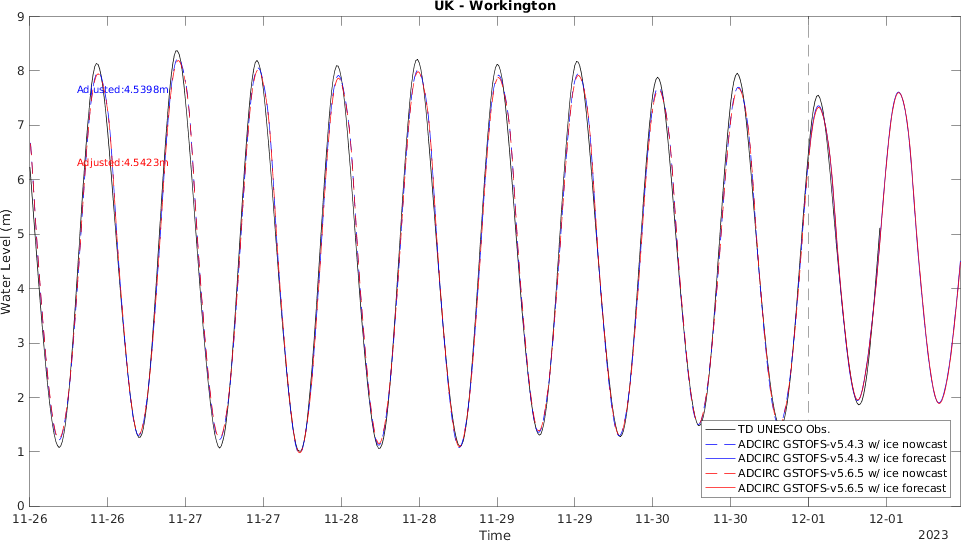 UK - Workington
Water Level (m)
9
8
7
6
5
4
3
2
1
0
Adjusted:4.5398m
Adjusted:4.5423m
TD UNESCO Obs.
ADCIRC GSTOFS-v5.4.3 w/ ice nowcast
ADCIRC GSTOFS-v5.4.3 w/ ice forecast
ADCIRC GSTOFS-v5.6.5 w/ ice nowcast
ADCIRC GSTOFS-v5.6.5 w/ ice forecast
11-26 11-26 11-27 11-27 11-28 11-28 11-29 11-29 11-30 11-30 12-01 12-01
Time
2023